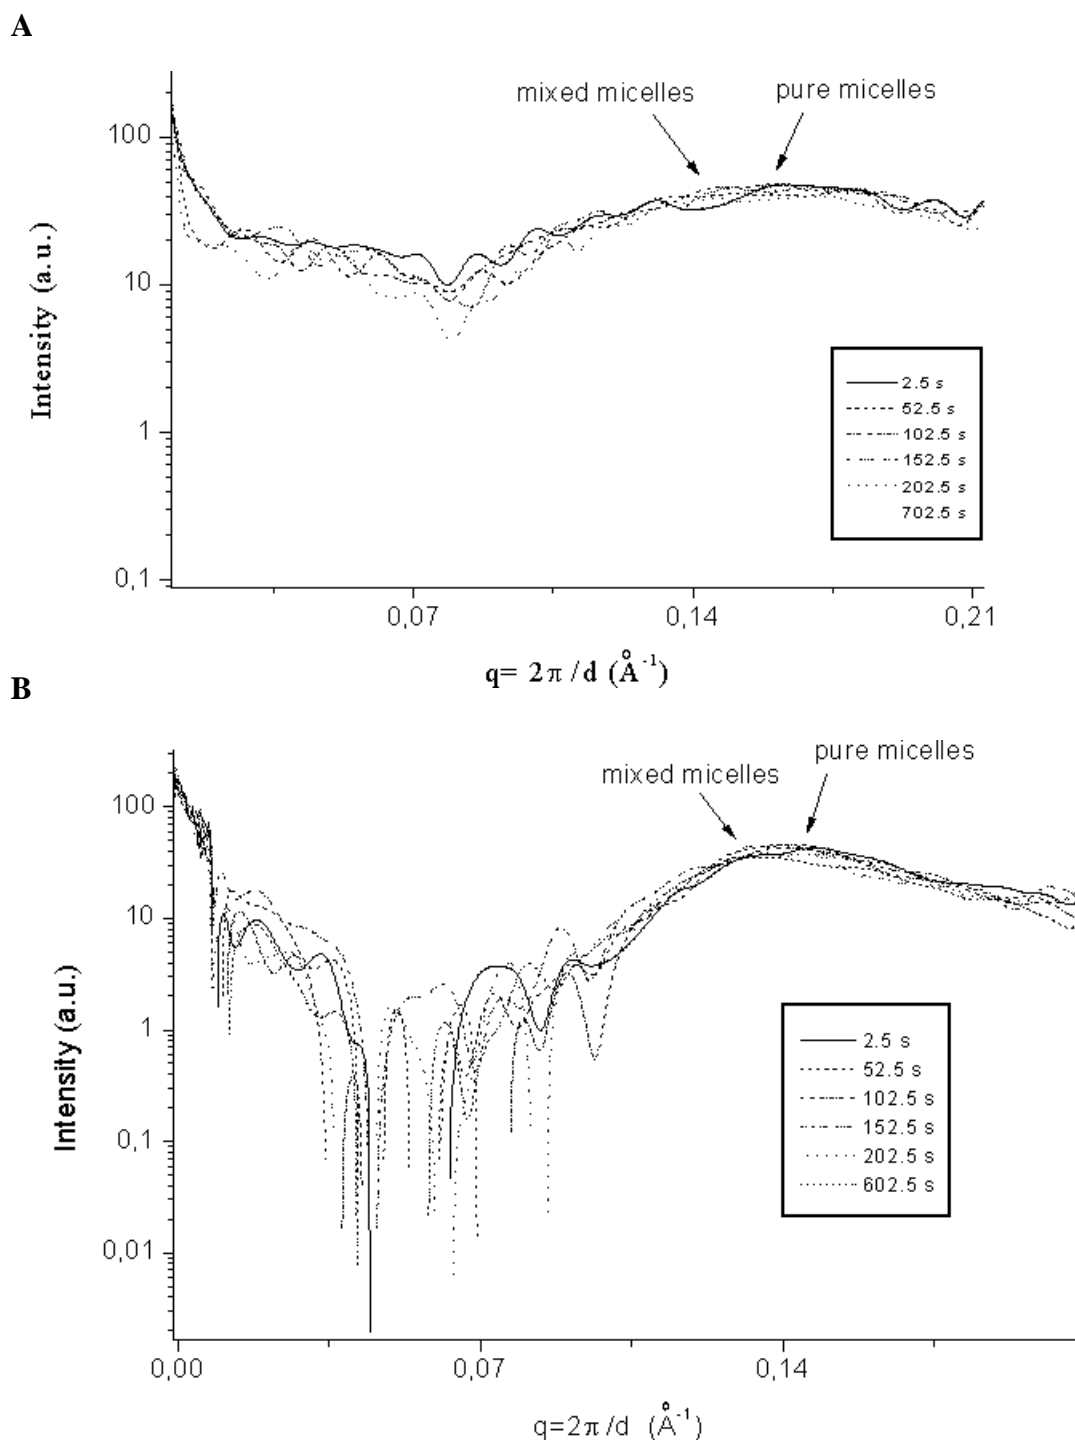 A
mixed micelles
pure micelles
100
10
1
0,1
Intensity (a.u.)
2.5 s
52.5 s
102.5 s
152.5 s
202.5 s
702.5 s
0,07
0,14
0,21
q= 2π /d (Å-1)
B
pure micelles
mixed micelles
100
10
1
0,1
0,01
Intensity (a.u.)
2.5 s
52.5 s
102.5 s
152.5 s
202.5 s
602.5 s
0,00
0,07
0,14
q=2π/d (Å-1)